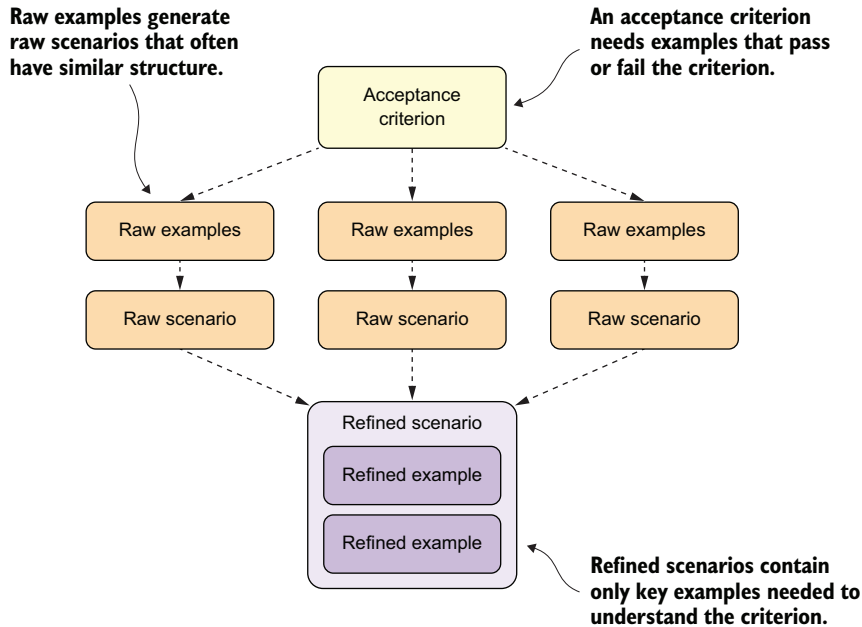 Raw examples generate
raw scenarios that often
have similar structure.
An acceptance criterion
needs examples that pass
or fail the criterion.
Acceptance
criterion
Raw examples
Raw examples
Raw examples
Raw scenario
Raw scenario
Raw scenario
Refined scenario
Refined example
Refined example
Refined scenarios contain
only key examples needed to
understand the criterion.